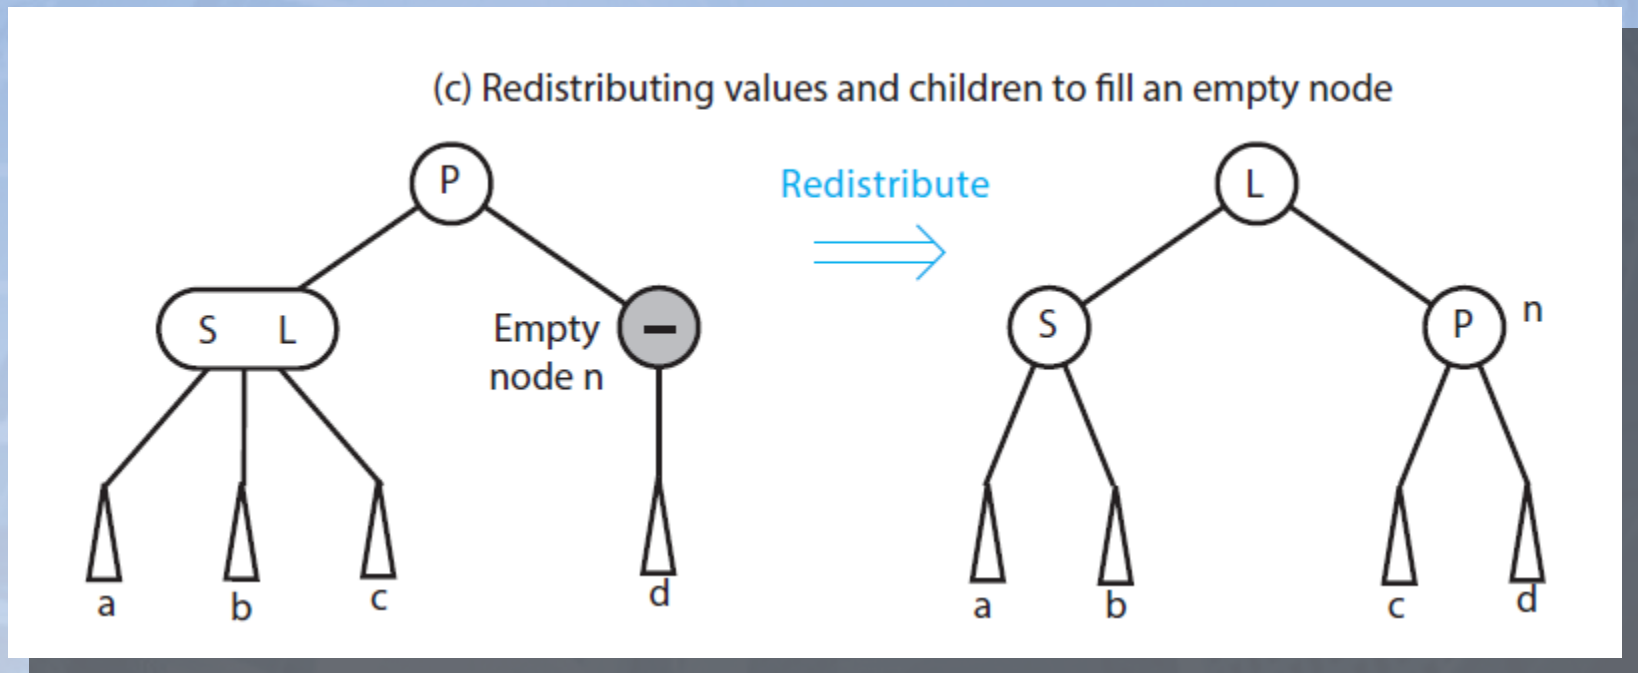 (c) Redistributing values and children to fill an empty node
P
Redistribute
L
S L
Empty
node n
–
S
P
n
a
b
c
d
a
b
c
d